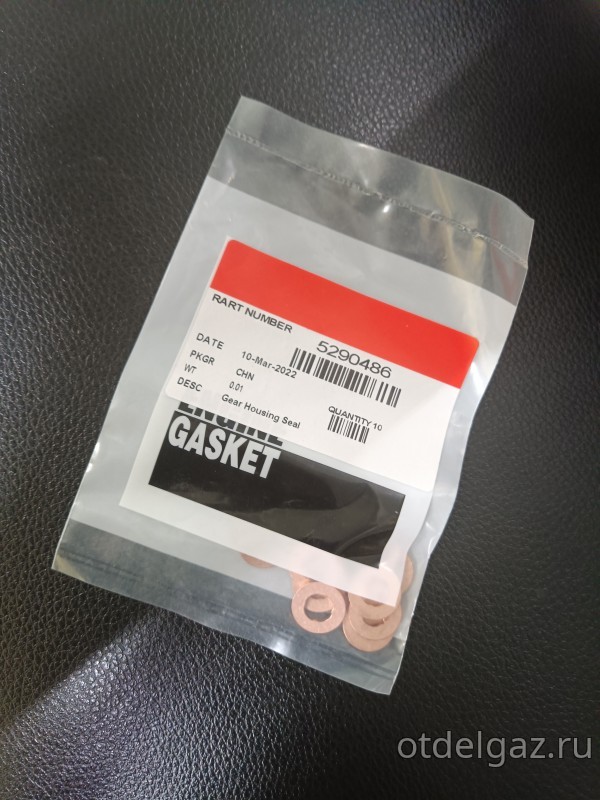 RART NUMBER
5290486
DATE 10-Mar-2022
PKGR CHN
WT 0.01
DESC Gear Housing Seal
QUANTITY 10
ENGINE
GASKET
otdelgaz.ru